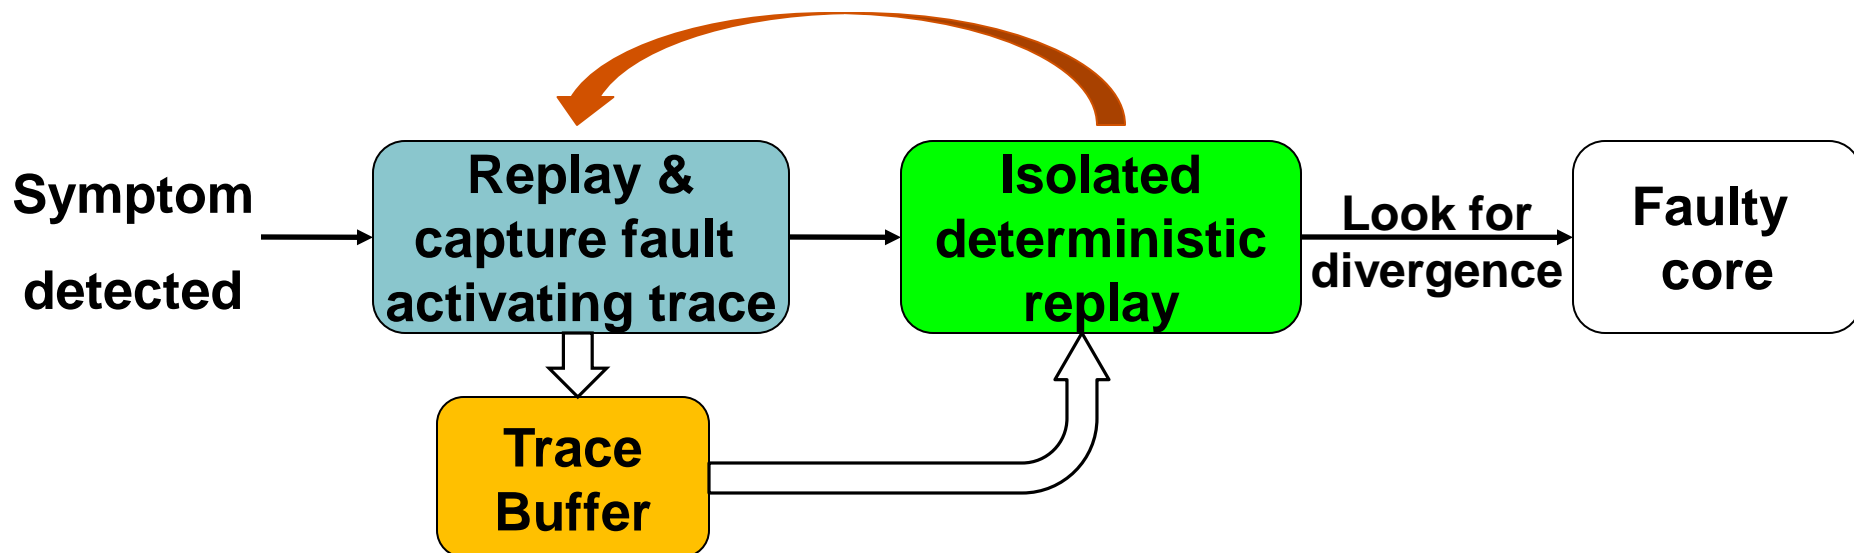 Symptom
detected
Replay &
capture fault
activating trace
Isolated
deterministic
replay
Look for
divergence
Faulty
core
Trace
Buffer